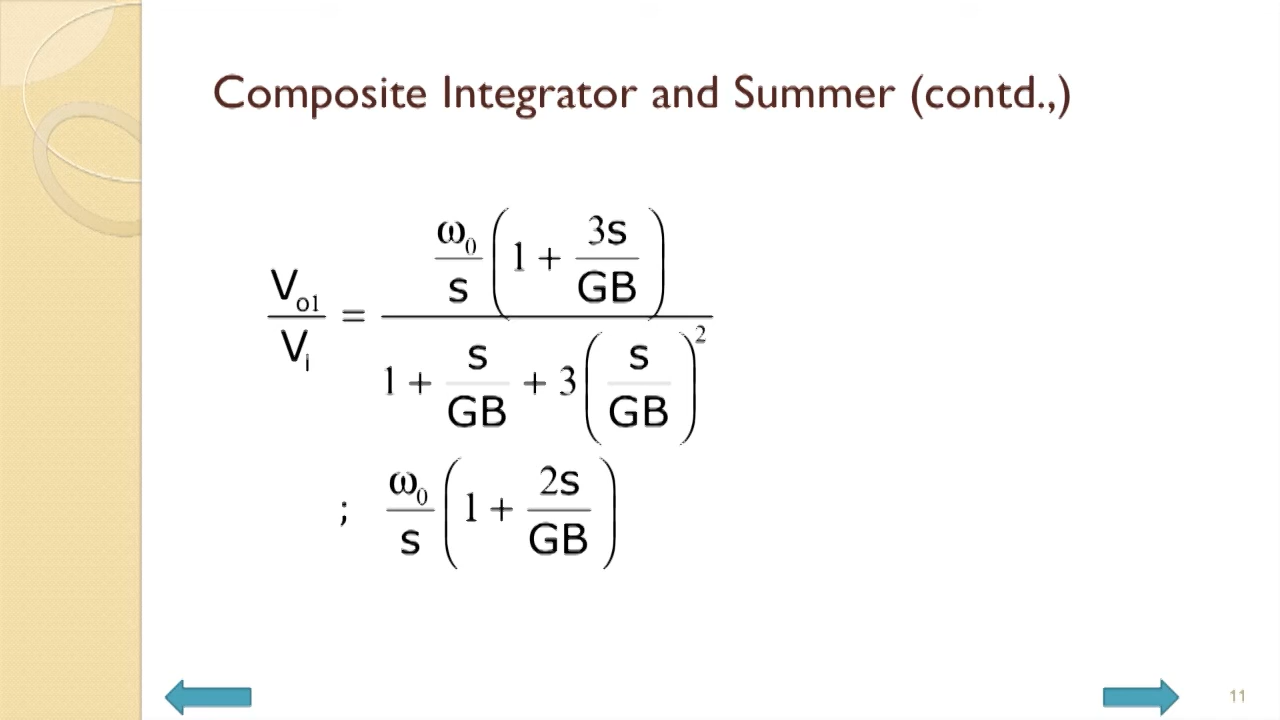 Composite Integrator and Summer (contd.,)
V_o1 / V_i = (ω_0 / s) (1 + 3s / GB) / (1 + s / GB + 3 (s / GB)^2)
; (ω_0 / s) (1 + 2s / GB)
11